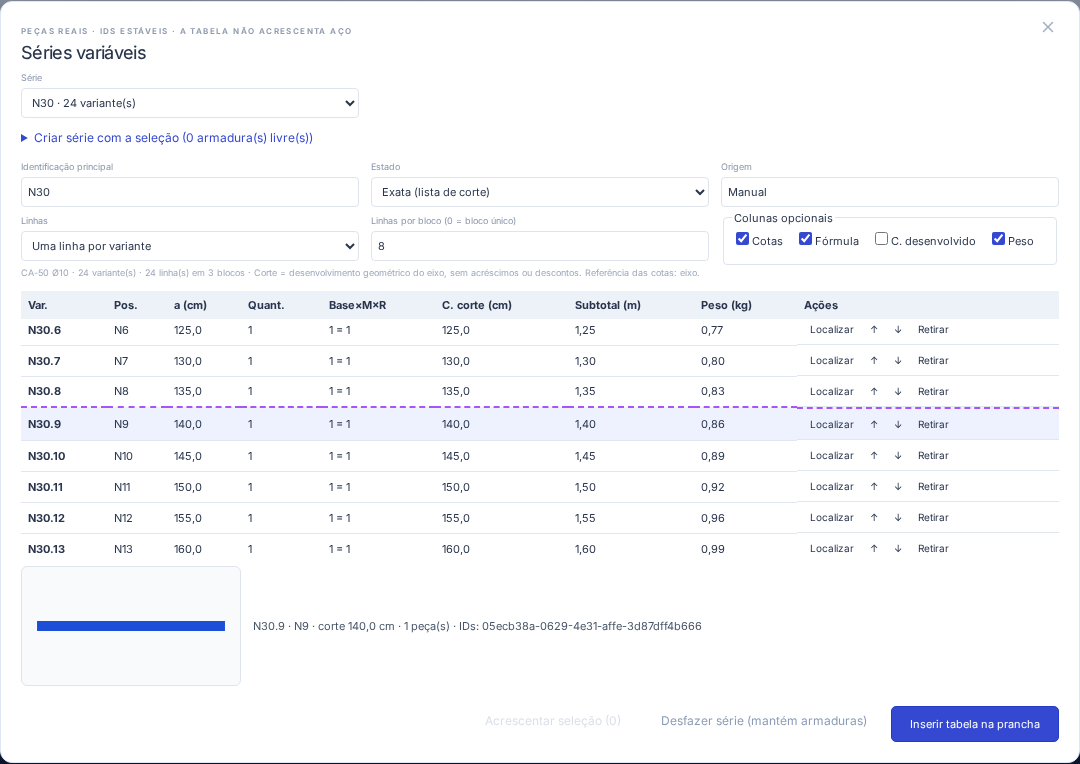 PEÇAS REAIS · IDS ESTÁVEIS · A TABELA NÃO ACRESCENTA AÇO
Séries variáveis
Série
N30 · 24 variante(s)
Criar série com a seleção (0 armadura(s) livre(s))
Identificação principal Estado Origem
N30 Exata (lista de corte) Manual
Linhas Linhas por bloco (0 = bloco único) Colunas opcionais
Uma linha por variante 8 Cotas Fórmula C. desenvolvido Peso
CA-50 Ø10 · 24 variante(s) · 24 linha(s) em 3 blocos · Corte = desenvolvimento geométrico do eixo, sem acréscimos ou descontos. Referência das cotas: eixo.
Var. Pos. a (cm) Quant. Base×M×R C. corte (cm) Subtotal (m) Peso (kg) Ações
N30.6 N6 125,0 1 1 = 1 125,0 1,25 0,77 Localizar ↑ ↓ Retirar
N30.7 N7 130,0 1 1 = 1 130,0 1,30 0,80 Localizar ↑ ↓ Retirar
N30.8 N8 135,0 1 1 = 1 135,0 1,35 0,83 Localizar ↑ ↓ Retirar
N30.9 N9 140,0 1 1 = 1 140,0 1,40 0,86 Localizar ↑ ↓ Retirar
N30.10 N10 145,0 1 1 = 1 145,0 1,45 0,89 Localizar ↑ ↓ Retirar
N30.11 N11 150,0 1 1 = 1 150,0 1,50 0,92 Localizar ↑ ↓ Retirar
N30.12 N12 155,0 1 1 = 1 155,0 1,55 0,96 Localizar ↑ ↓ Retirar
N30.13 N13 160,0 1 1 = 1 160,0 1,60 0,99 Localizar ↑ ↓ Retirar
N30.9 · N9 · corte 140,0 cm · 1 peça(s) · IDs: 05ecb38a-0629-4e31-affe-3d87dff4b666
Acrescentar seleção (0) Desfazer série (mantém armaduras) Inserir tabela na prancha